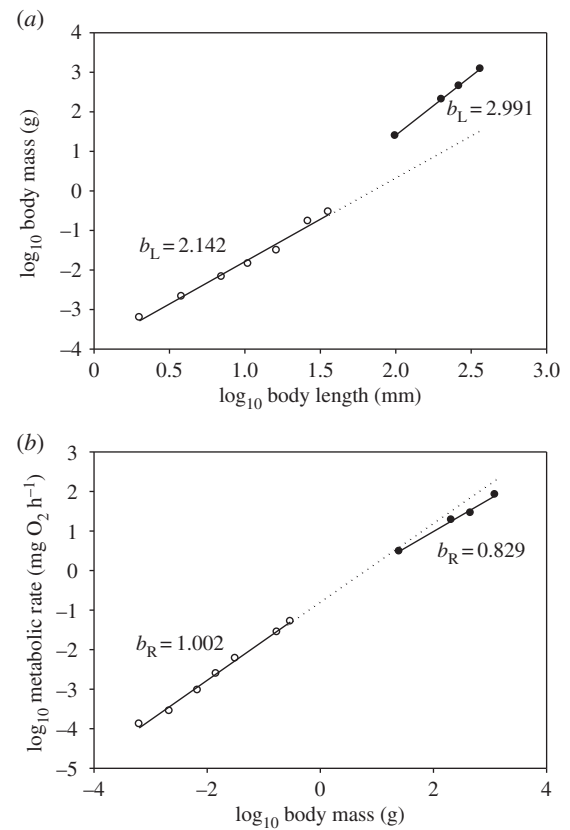 (a)
4
3
2
1
0
–1
–2
–3
–4
log10 body mass (g)
bL = 2.991
bL = 2.142
0 0.5 1.0 1.5 2.0 2.5 3.0
log10 body length (mm)
(b)
3
2
1
0
–1
–2
–3
–4
–5
log10 metabolic rate (mg O2 h–1)
bR = 0.829
bR = 1.002
–4 –2 0 2 4
log10 body mass (g)